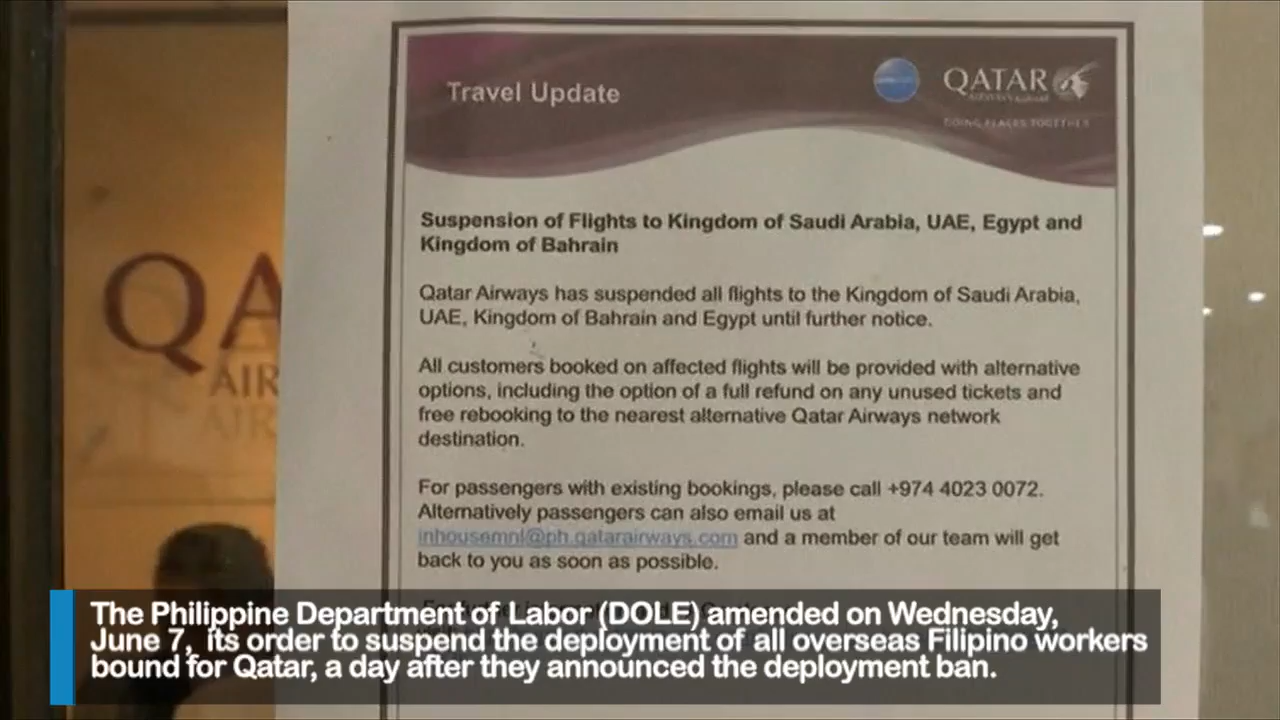 Travel Update
QATAR
AIRWAYS
GOING PLACES TOGETHER
Suspension of Flights to Kingdom of Saudi Arabia, UAE, Egypt and
Kingdom of Bahrain
Qatar Airways has suspended all flights to the Kingdom of Saudi Arabia,
UAE, Kingdom of Bahrain and Egypt until further notice.
All customers booked on affected flights will be provided with alternative
options, including the option of a full refund on any unused tickets and
free rebooking to the nearest alternative Qatar Airways network
destination.
For passengers with existing bookings, please call +974 4023 0072.
Alternatively passengers can also email us at
inhousemnl@ph.qatarairways.com and a member of our team will get
back to you as soon as possible.
QA
AIR
AIR
The Philippine Department of Labor (DOLE) amended on Wednesday,
June 7, its order to suspend the deployment of all overseas Filipino workers
bound for Qatar, a day after they announced the deployment ban.